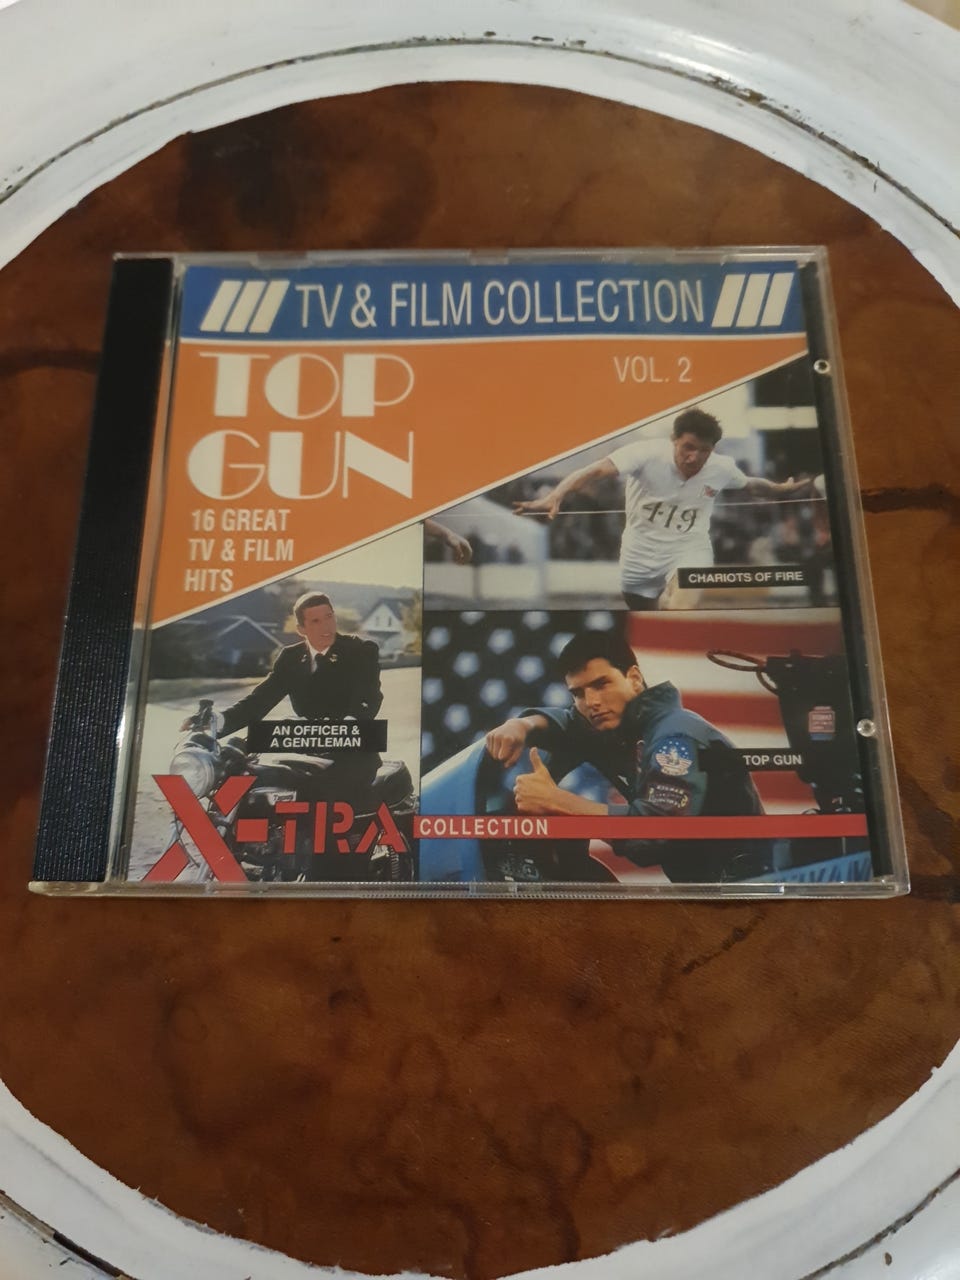 TV & FILM COLLECTION
TOP
GUN
VOL. 2
16 GREAT
TV & FILM
HITS
419
CHARIOTS OF FIRE
AN OFFICER &
A GENTLEMAN
TOP GUN
X-TRA
COLLECTION